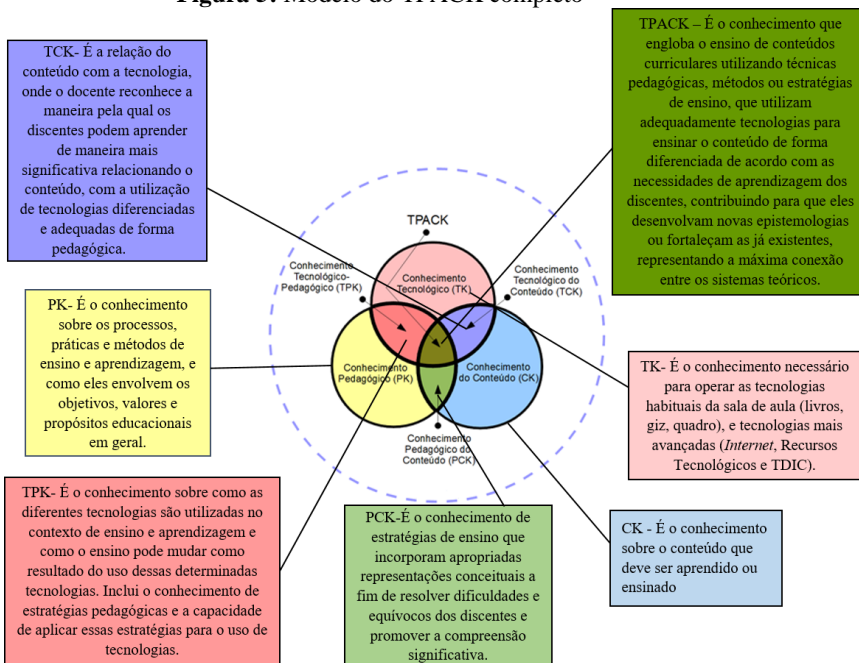 Figura 3: Modelo do TPACK completo
TCK- É a relação do
conteúdo com a tecnologia,
onde o docente reconhece a
maneira pela qual os
discentes podem aprender
de maneira mais
significativa relacionando o
conteúdo, com a utilização
de tecnologias diferenciadas
e adequadas de forma
pedagógica.
TPACK – É o conhecimento que
engloba o ensino de conteúdos
curriculares utilizando técnicas
pedagógicas, métodos ou estratégias
de ensino, que utilizam
adequadamente tecnologias para
ensinar o conteúdo de forma
diferenciada de acordo com as
necessidades de aprendizagem dos
discentes, contribuindo para que eles
desenvolvam novas epistemologias
ou fortaleçam as já existentes,
representando a máxima conexão
entre os sistemas teóricos.
TPACK
Conhecimento
Tecnológico-
Pedagógico (TPK)
Conhecimento
Tecnológico (TK)
Conhecimento
Tecnológico do
Conteúdo (TCK)
Conhecimento
Pedagógico (PK)
Conhecimento
do Conteúdo (CK)
Conhecimento
Pedagógico do
Conteúdo (PCK)
PK- É o conhecimento
sobre os processos,
práticas e métodos de
ensino e aprendizagem, e
como eles envolvem os
objetivos, valores e
propósitos educacionais
em geral.
TK- É o conhecimento necessário
para operar as tecnologias
habituais da sala de aula (livros,
giz, quadro), e tecnologias mais
avançadas (Internet, Recursos
Tecnológicos e TDIC).
TPK- É o conhecimento sobre como as
diferentes tecnologias são utilizadas no
contexto de ensino e aprendizagem e
como o ensino pode mudar como
resultado do uso dessas determinadas
tecnologias. Inclui o conhecimento de
estratégias pedagógicas e a capacidade
de aplicar essas estratégias para o uso de
tecnologias.
PCK-É o conhecimento de
estratégias de ensino que
incorporam apropriadas
representações conceituais a
fim de resolver dificuldades e
equívocos dos discentes e
promover a compreensão
significativa.
CK - É o conhecimento
sobre o conteúdo que
deve ser aprendido ou
ensinado